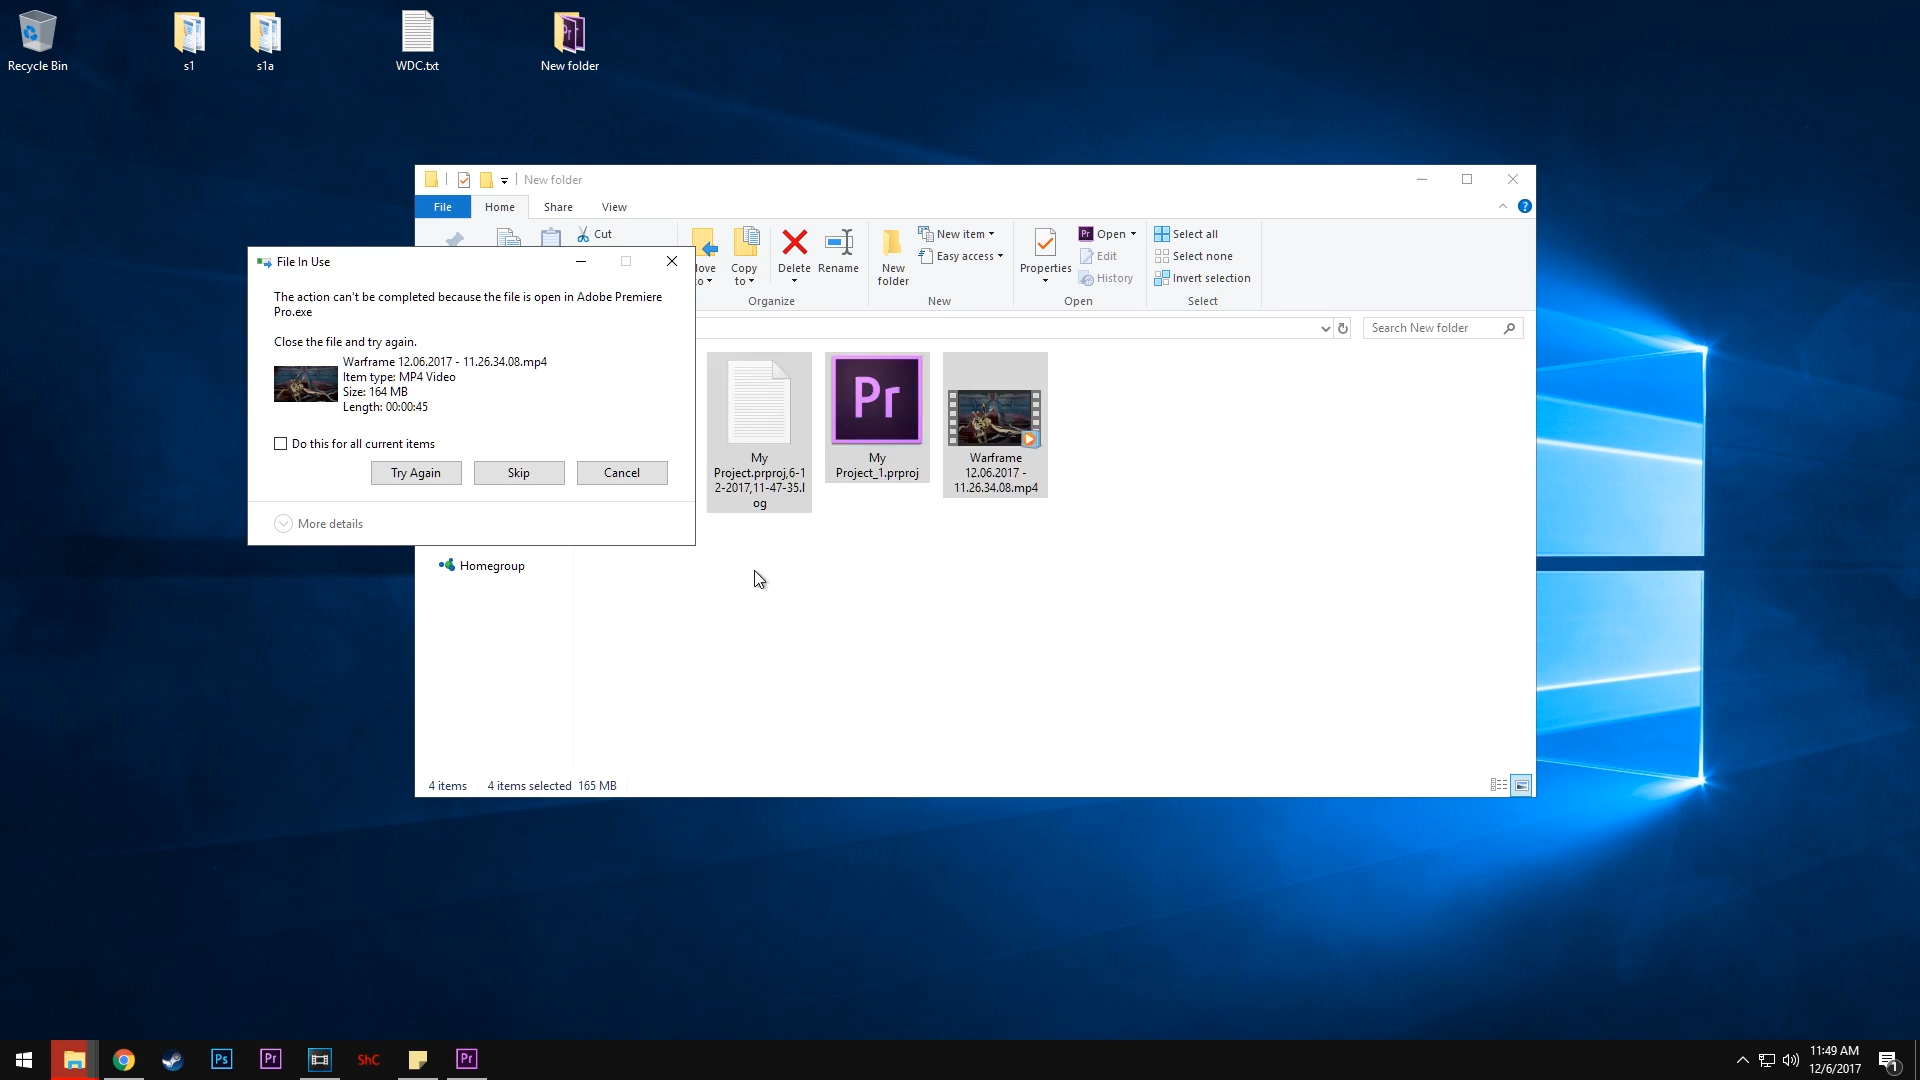 Recycle Bin
s1
s1a
WDC.txt
New folder
New folder
File
Home
Share
View
Cut
Copy
to
Delete
Rename
New
folder
New item
Easy access
Properties
Pr
Open
Edit
History
Select all
Select none
Invert selection
Organize
New
Open
Select
Search New folder
File In Use
The action can't be completed because the file is open in Adobe Premiere
Pro.exe
Close the file and try again.
Warframe 12.06.2017 - 11.26.34.08.mp4
Item type: MP4 Video
Size: 164 MB
Length: 00:00:45
Do this for all current items
Try Again
Skip
Cancel
More details
My
Project.prproj,6-1
2-2017,11-47-35.l
og
Pr
My
Project_1.prproj
Warframe
12.06.2017 -
11.26.34.08.mp4
Homegroup
4 items
4 items selected 165 MB
Ps
Pr
ShC
Pr
11:49 AM
12/6/2017
1